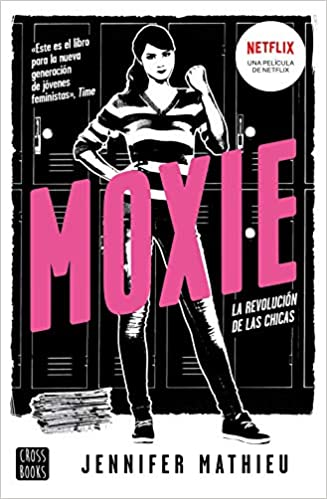 «Este es el libro
para la nueva
generación
de jóvenes
feministas», Time
NETFLIX
UNA PELÍCULA
DE NETFLIX
MOXIE
LA REVOLUCIÓN
DE LAS CHICAS
CROSS
BOOKS
JENNIFER MATHIEU